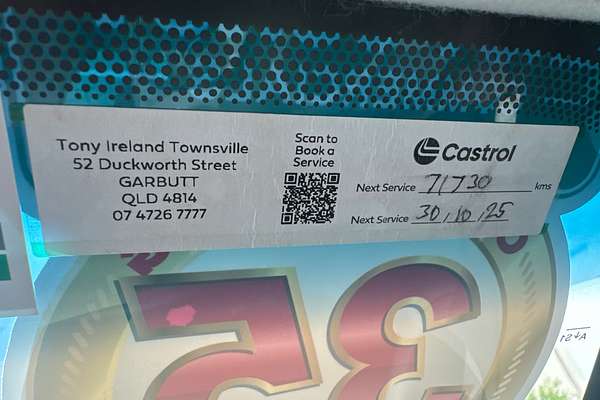 Tony Ireland Townsville
52 Duckworth Street
GARBUTT
QLD 4814
07 4726 7777
Scan to
Book a
Service
Castrol
Next Service 71730 kms
Next Service 30.10.25
35